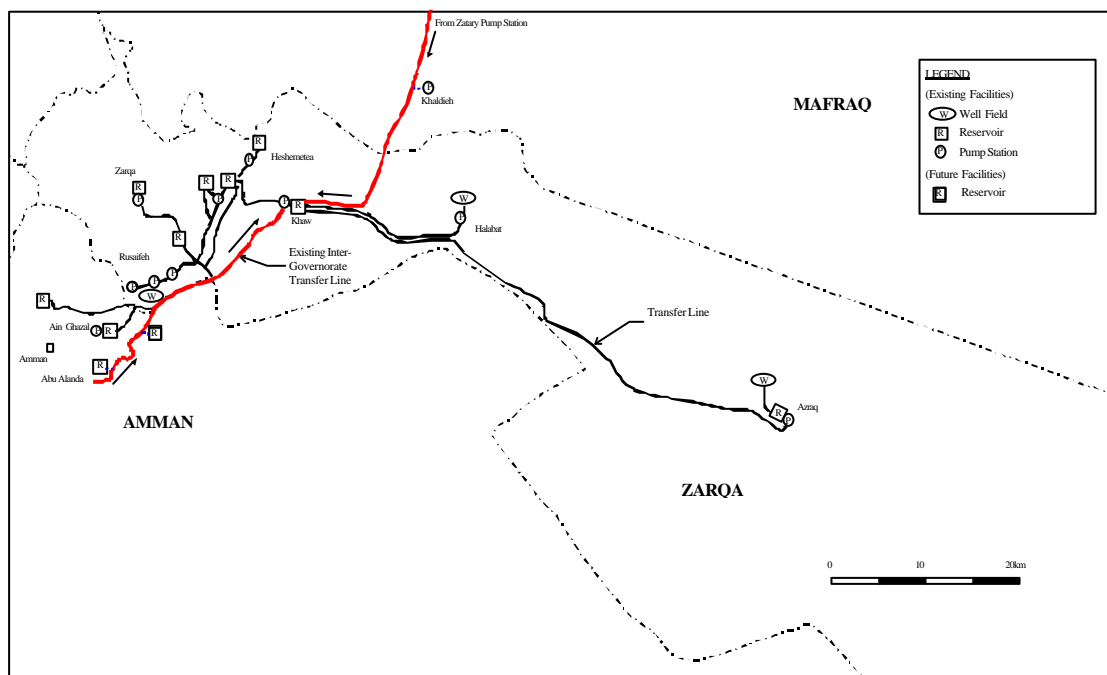 From Zatary Pump Station
P
Khaldieh
MAFRAQ
LEGEND
(Existing Facilities)
W Well Field
R Reservoir
P Pump Station
(Future Facilities)
R Reservoir
R
P
Heshemetea
Zarqa
R
P
R
R
P
P
R
Khaw
W
P
Halabat
R
Rusaifeh
P
P
P
W
Existing Inter-
Governorate
Transfer Line
R
Ain Ghazal
P
R
R
Amman
R
Abu Alanda
Transfer Line
W
R
P
Azraq
AMMAN
ZARQA
0
10
20km